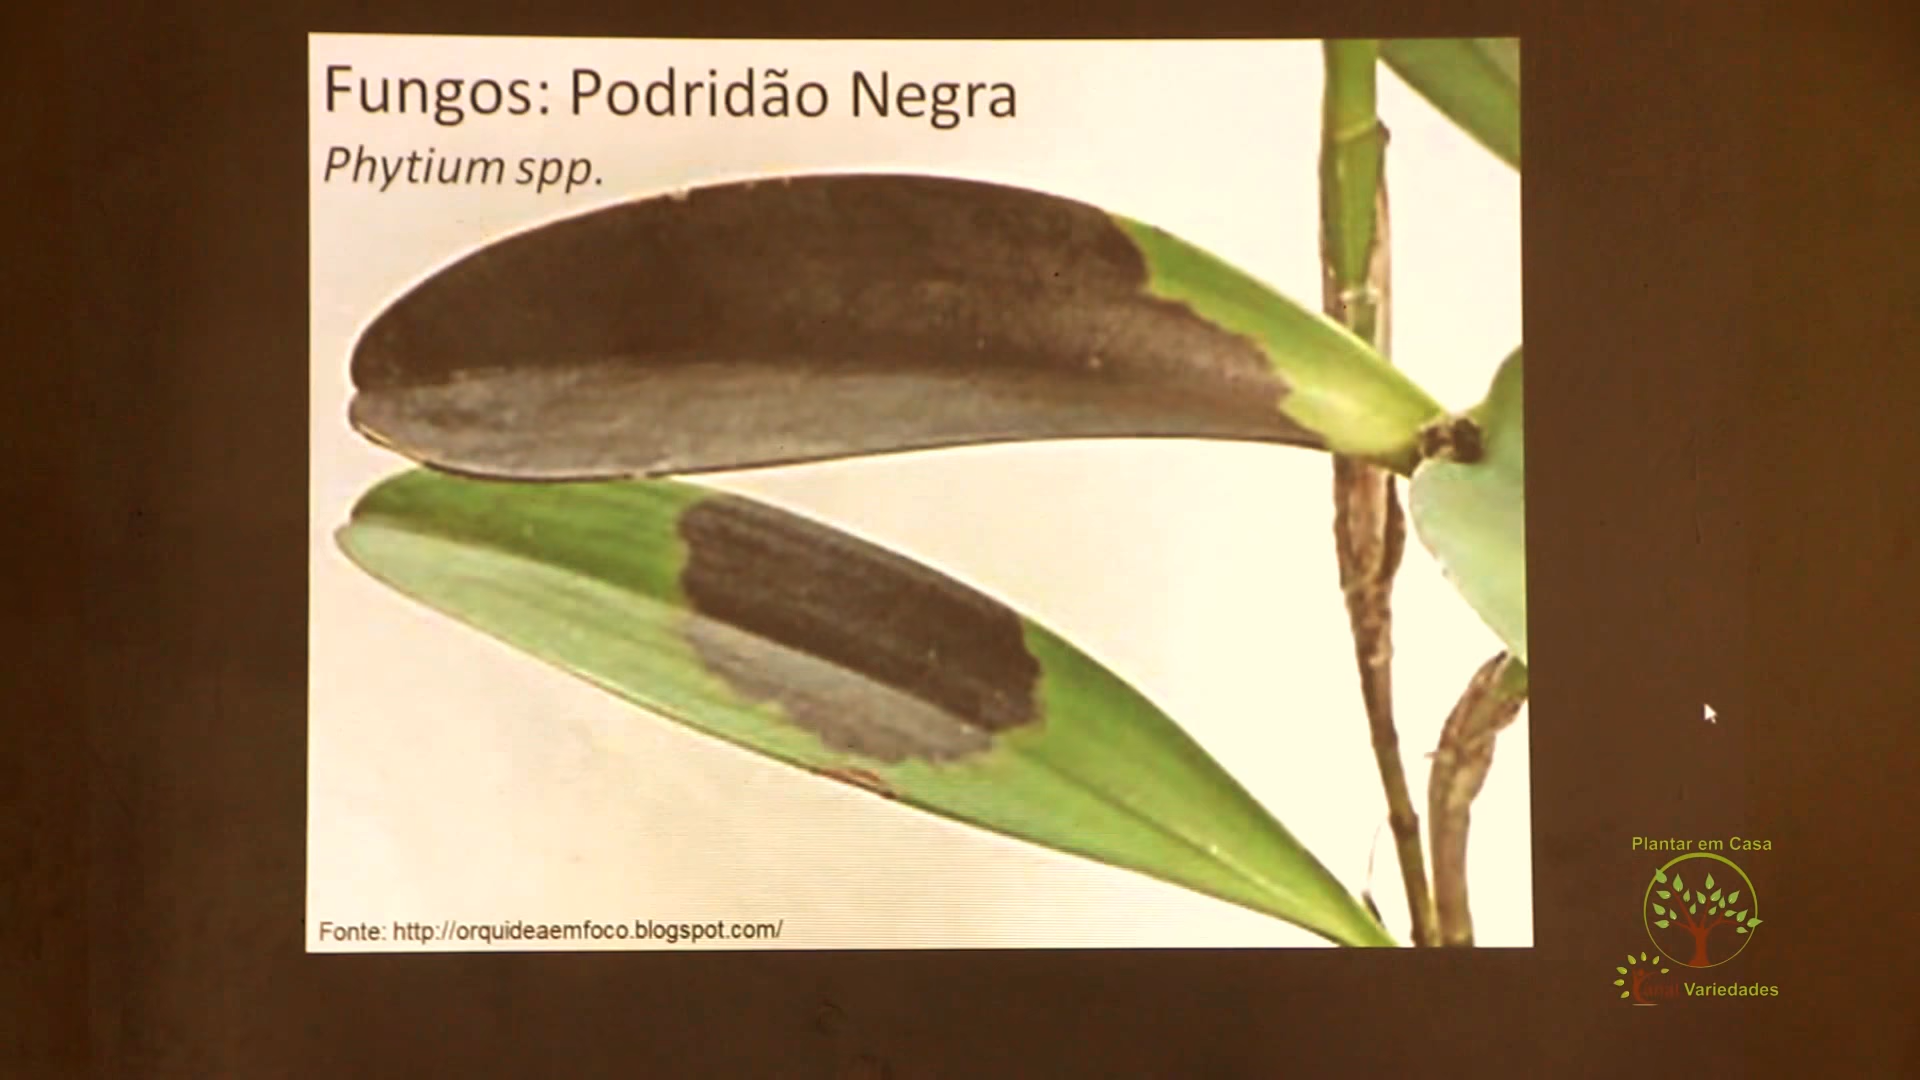 Fungos: Podridão Negra
Phytium spp.
Fonte: http://orquideaemfoco.blogspot.com/
Plantar em Casa
Canal Variedades